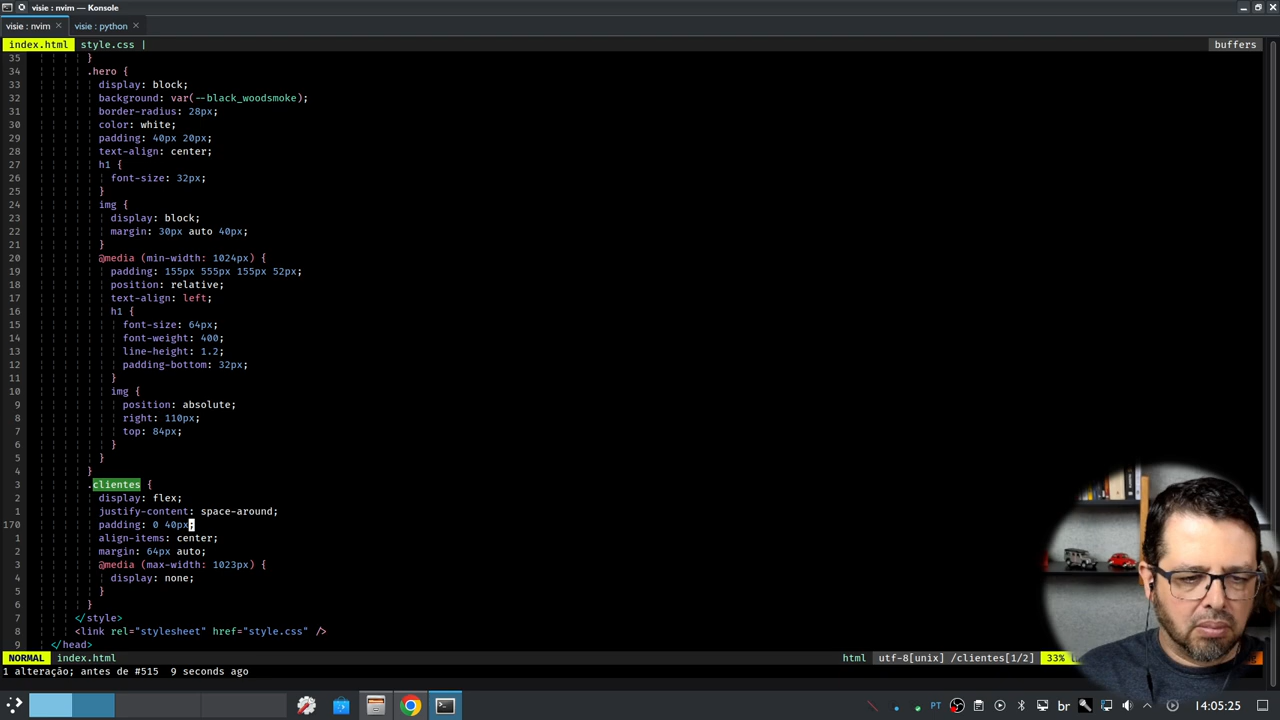 visie : nvim — Konsole
visie : nvim
visie : python
index.html style.css |
buffers
35 }
34 .hero {
33 display: block;
32 background: var(--black_woodsmoke);
31 border-radius: 28px;
30 color: white;
29 padding: 40px 20px;
28 text-align: center;
27 h1 {
26 font-size: 32px;
25 }
24 img {
23 display: block;
22 margin: 30px auto 40px;
21 }
20 @media (min-width: 1024px) {
19 padding: 155px 555px 155px 52px;
18 position: relative;
17 text-align: left;
16 h1 {
15 font-size: 64px;
14 font-weight: 400;
13 line-height: 1.2;
12 padding-bottom: 32px;
11 }
10 img {
9 position: absolute;
8 right: 110px;
7 top: 84px;
6 }
5 }
4 }
3 .clientes {
2 display: flex;
1 justify-content: space-around;
170 padding: 0 40px;
1 align-items: center;
2 margin: 64px auto;
3 @media (max-width: 1023px) {
4 display: none;
5 }
6 }
7 </style>
8 <link rel="stylesheet" href="style.css" />
9 </head>
NORMAL index.html
html utf-8[unix] /clientes[1/2] 33%
1 alteração; antes de #515 9 seconds ago
PT
br
14:05:25